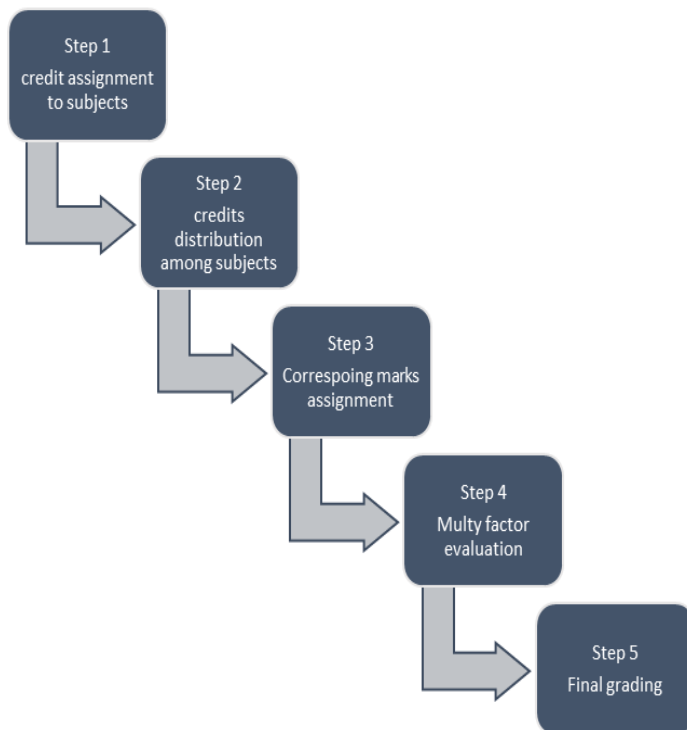 Step 1
credit assignment
to subjects
Step 2
credits
distribution
among subjects
Step 3
Correspoing marks
assignment
Step 4
Multy factor
evaluation
Step 5
Final grading